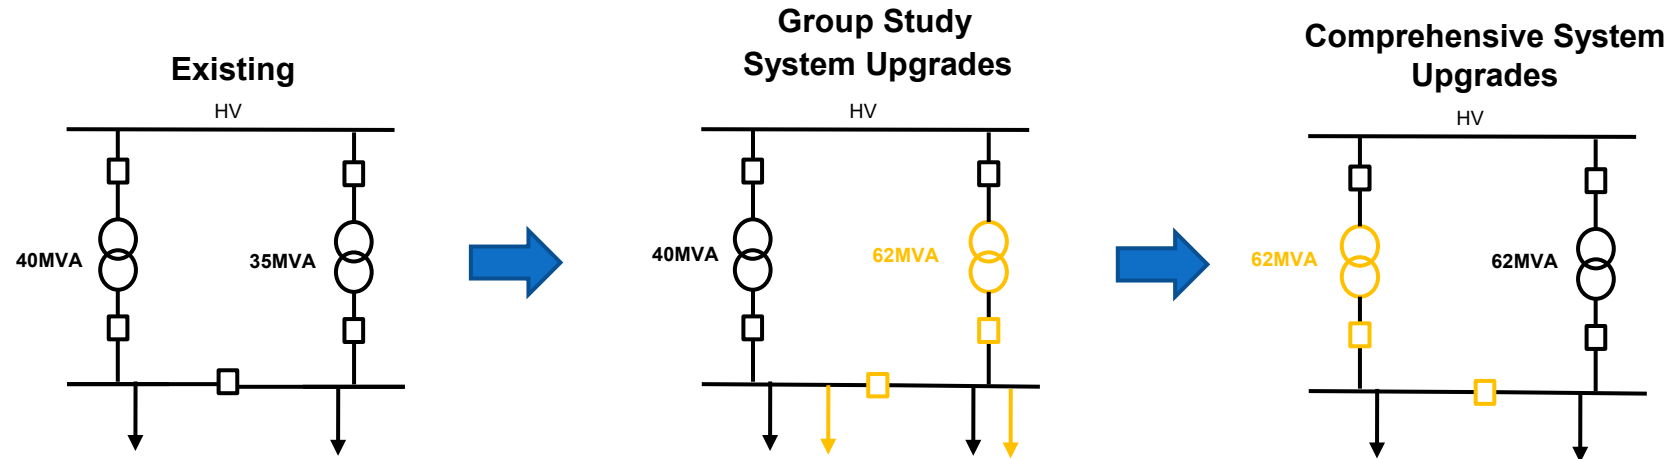 Existing
HV
40MVA
35MVA
Group Study
System Upgrades
HV
40MVA
62MVA
Comprehensive System
Upgrades
HV
62MVA
62MVA